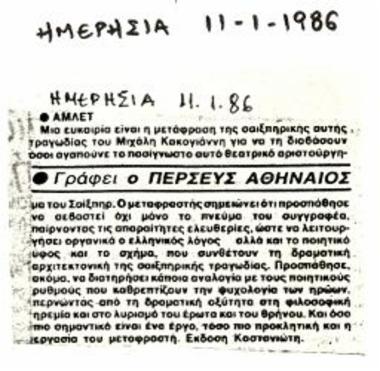 ΗΜΕΡΗΣΙΑ 11-1-1986
ΗΜΕΡΗΣΙΑ 11.1.86
● ΑΜΛΕΤ
Μια ευκαιρία είναι η μετάφραση της σαιξπηρικής αυτής
τραγωδίας του Μιχάλη Κακογιάννη για να τη διαβάσουν
όσοι αγαπούνε το πασίγνωστο αυτό θεατρικό αριστούργη-
● Γράφει ο ΠΕΡΣΕΥΣ ΑΘΗΝΑΙΟΣ
μα του Σαίξπηρ. Ο μεταφραστής σημειώνει ότι προσπάθησε
να σεβαστεί όχι μόνο το πνεύμα του συγγραφέα,
παίρνοντας τις απαραίτητες ελευθερίες, ώστε να λειτουρ-
γήσει οργανικά ο ελληνικός λόγος αλλά και το ποιητικό
υφος και το σχήμα, που συνθέτουν τη δραματική
αρχιτεκτονική της σαιξπηρικής τραγωδίας. Προσπάθησε,
ακόμα, να διατηρήσει κάποια αναλογία με τους ποιητικούς
ρυθμούς που καθρεπτίζουν την ψυχολογία των ηρώων,
περνώντας από τη δραματική οξύτητα στη φιλοσοφική
ηρεμία και στο λυρισμό του έρωτα και του θρήνου. Και όσο
πιο σημαντικό είναι ένα έργο, τόσο πιο προκλητική και η
εργασία του μεταφραστή. Εκδοση Καστανιώτη.